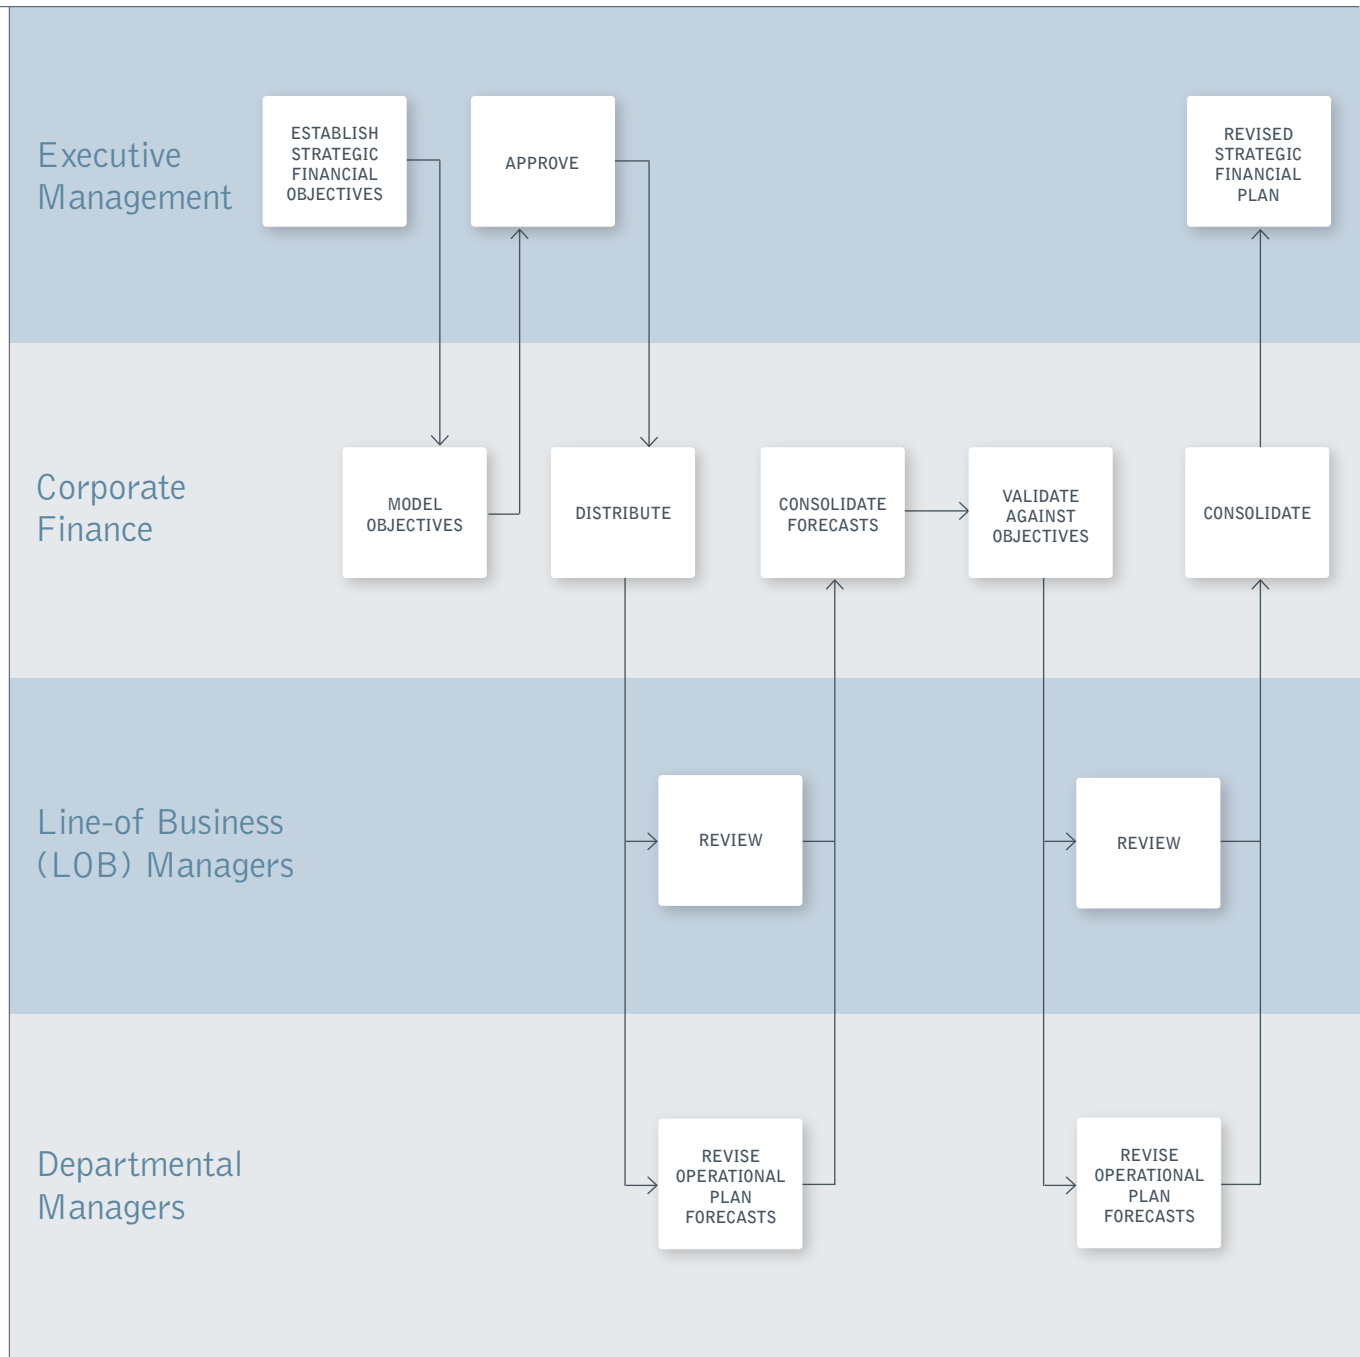 Executive
Management
ESTABLISH
STRATEGIC
FINANCIAL
OBJECTIVES
APPROVE
REVISED
STRATEGIC
FINANCIAL
PLAN
Corporate
Finance
MODEL
OBJECTIVES
DISTRIBUTE
CONSOLIDATE
FORECASTS
VALIDATE
AGAINST
OBJECTIVES
CONSOLIDATE
Line-of Business
(LOB) Managers
REVIEW
REVIEW
Departmental
Managers
REVISE
OPERATIONAL
PLAN
FORECASTS
REVISE
OPERATIONAL
PLAN
FORECASTS